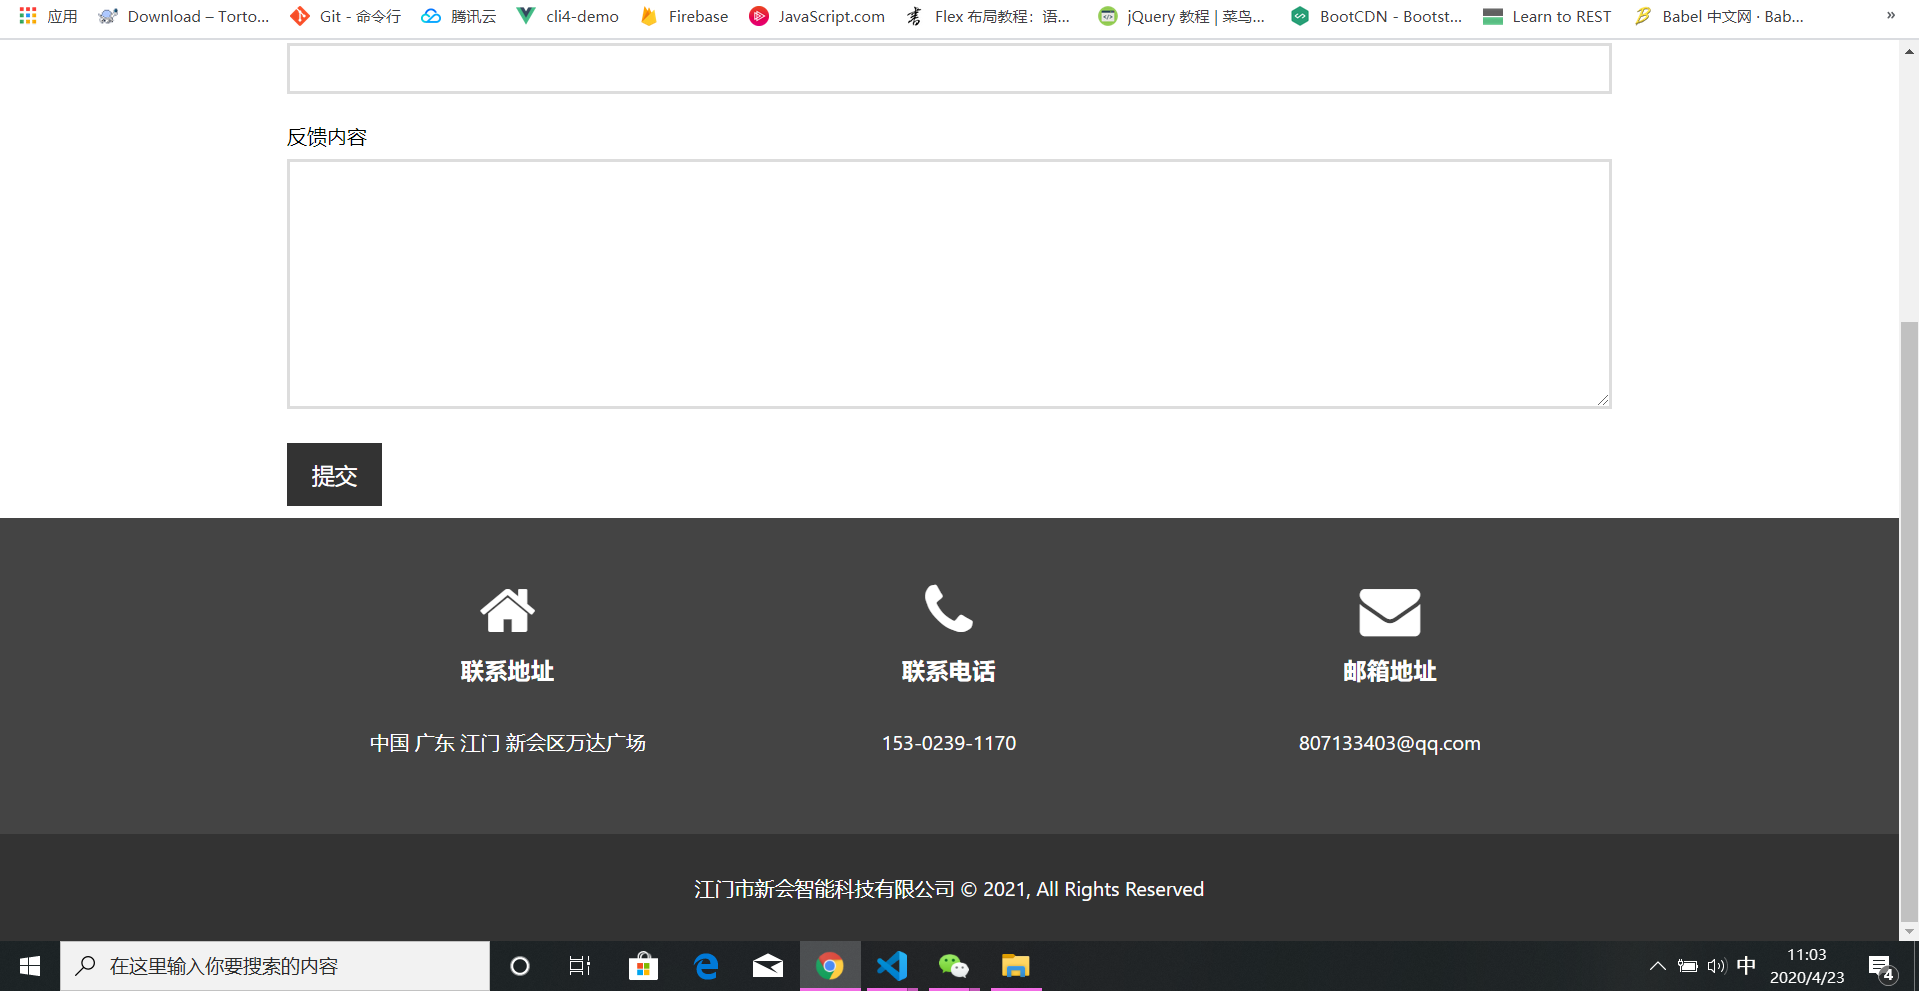 应用 Download – Torto... Git - 命令行 腾讯云 cli4-demo Firebase JavaScript.com Flex 布局教程：语... jQuery 教程 | 菜鸟... BootCDN - Bootst... Learn to REST Babel 中文网 · Bab... »
反馈内容
提交
联系地址 联系电话 邮箱地址
中国 广东 江门 新会区万达广场 153-0239-1170 807133403@qq.com
江门市新会智能科技有限公司 © 2021, All Rights Reserved
在这里输入你要搜索的内容 中 11:03
2020/4/23 4